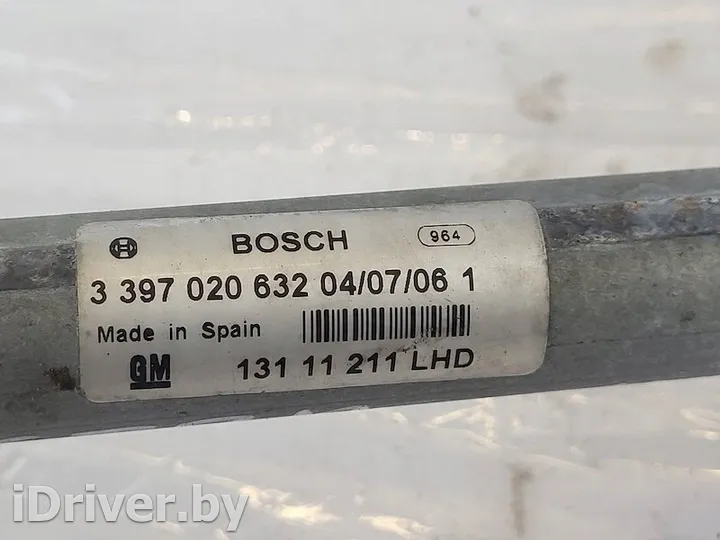 BOSCH 964
3 397 020 632 04/07/06 1
Made in Spain
GM 131 11 211 LHD
iDriver.by